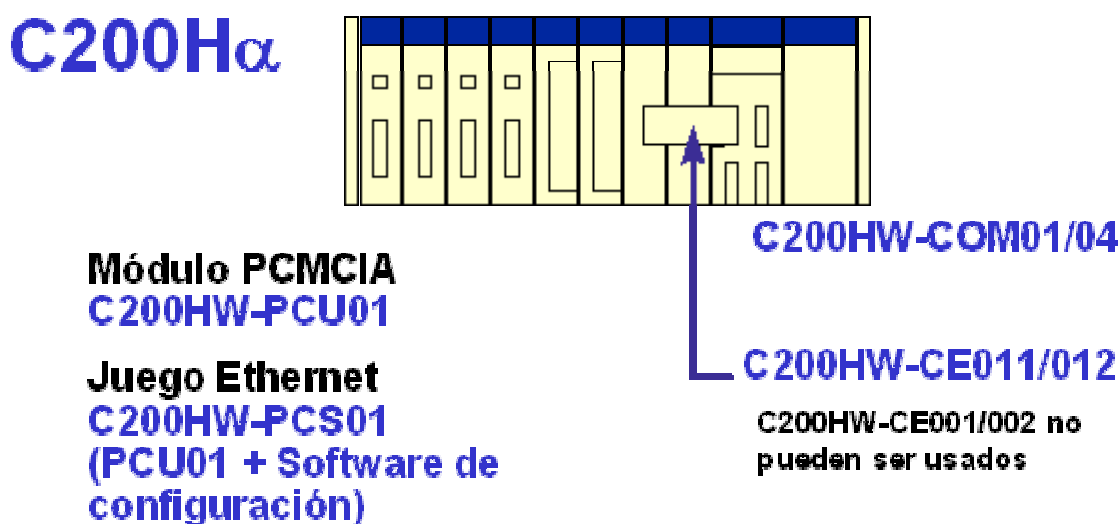 C200Hα
C200HW-COM01/04
Módulo PCMCIA
C200HW-PCU01
C200HW-CE011/012
Juego Ethernet
C200HW-PCS01
(PCU01 + Software de
configuración)
C200HW-CE001/002 no
pueden ser usados